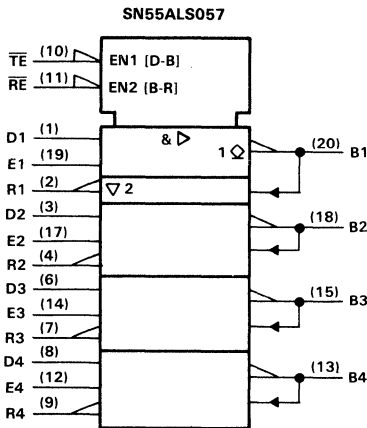 SN55ALS057
TE (10) EN1 [D-B]
RE (11) EN2 [B-R]
D1 (1) & ▷
1 ◇ (20) B1
E1 (19)
R1 (2) ▽ 2
D2 (3)
(18) B2
E2 (17)
R2 (4)
D3 (6)
(15) B3
E3 (14)
R3 (7)
D4 (8)
(13) B4
E4 (12)
R4 (9)